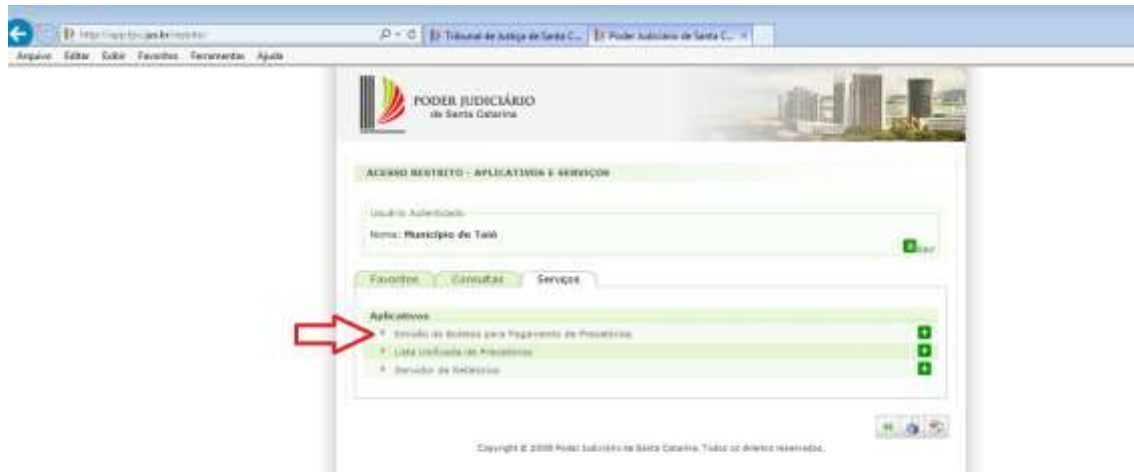 Tribunal de Justiça de Santa C... Poder Judiciário de Santa C...
Arquivo Editar Exibir Favoritos Ferramentas Ajuda
PODER JUDICIÁRIO
de Santa Catarina
ACESSO RESTRITO - APLICATIVOS E SERVIÇOS
Usuário Autenticado
Nome: Município de Taió
Favoritos Consultas Serviços
Aplicativos
Emissão de Boletos para Pagamento de Precatórios
Lista Unificada de Precatórios
Servidor de Relatórios
Copyright © 2009 Poder Judiciário de Santa Catarina. Todos os direitos reservados.